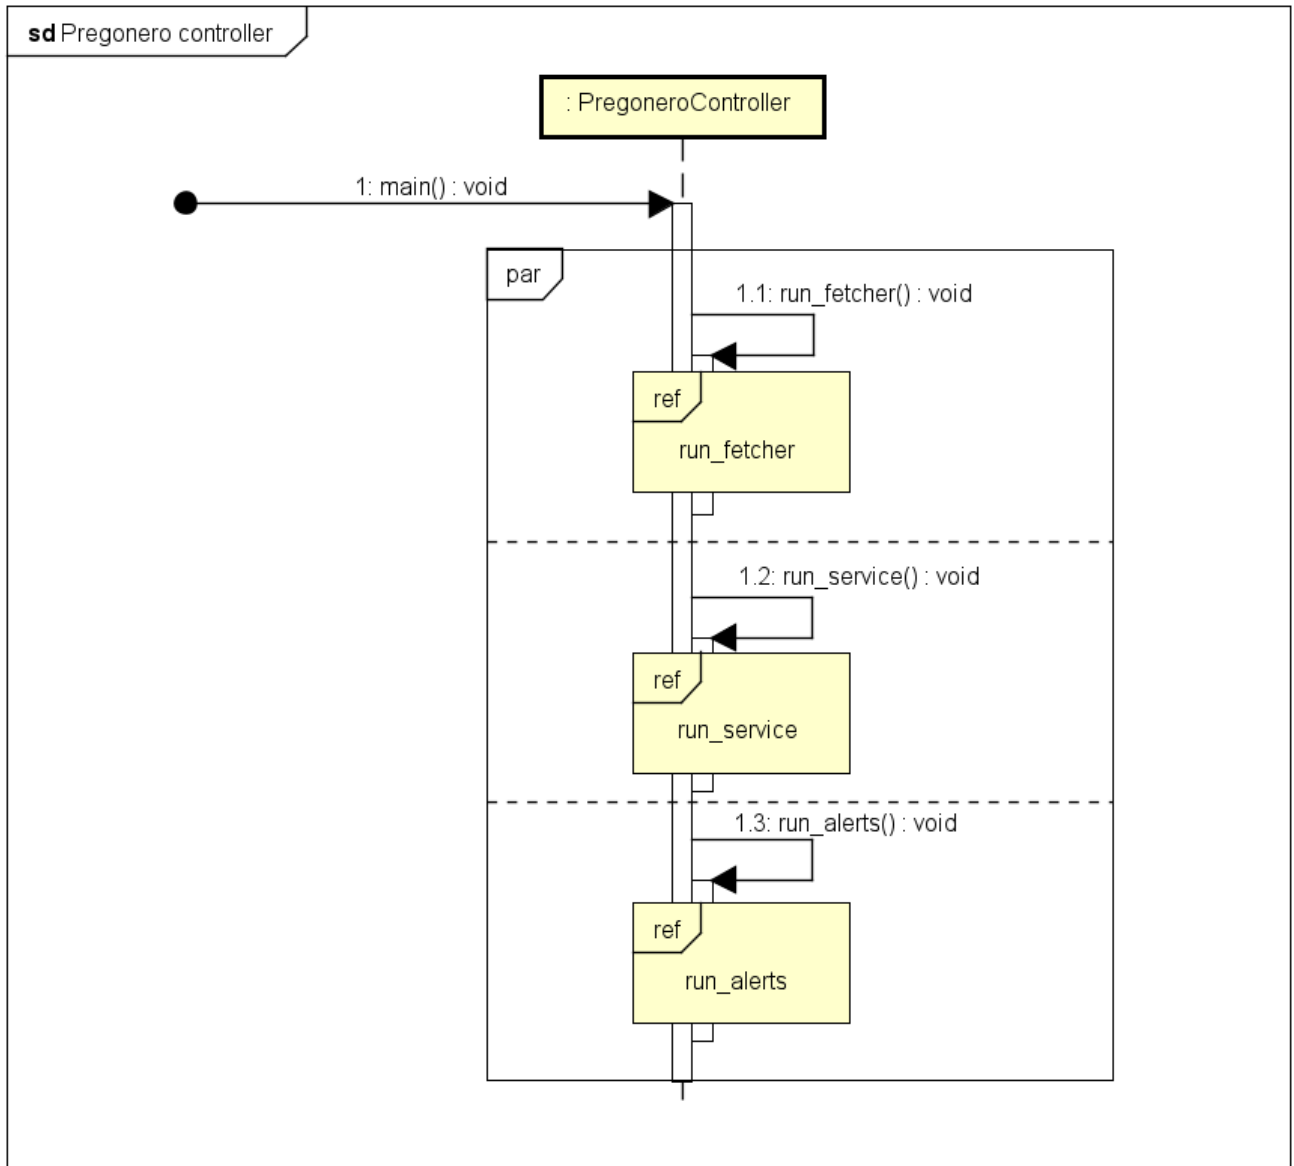 sd Pregonero controller
: PregoneroController
1: main() : void
par
1.1: run_fetcher() : void
ref
run_fetcher
1.2: run_service() : void
ref
run_service
1.3: run_alerts() : void
ref
run_alerts